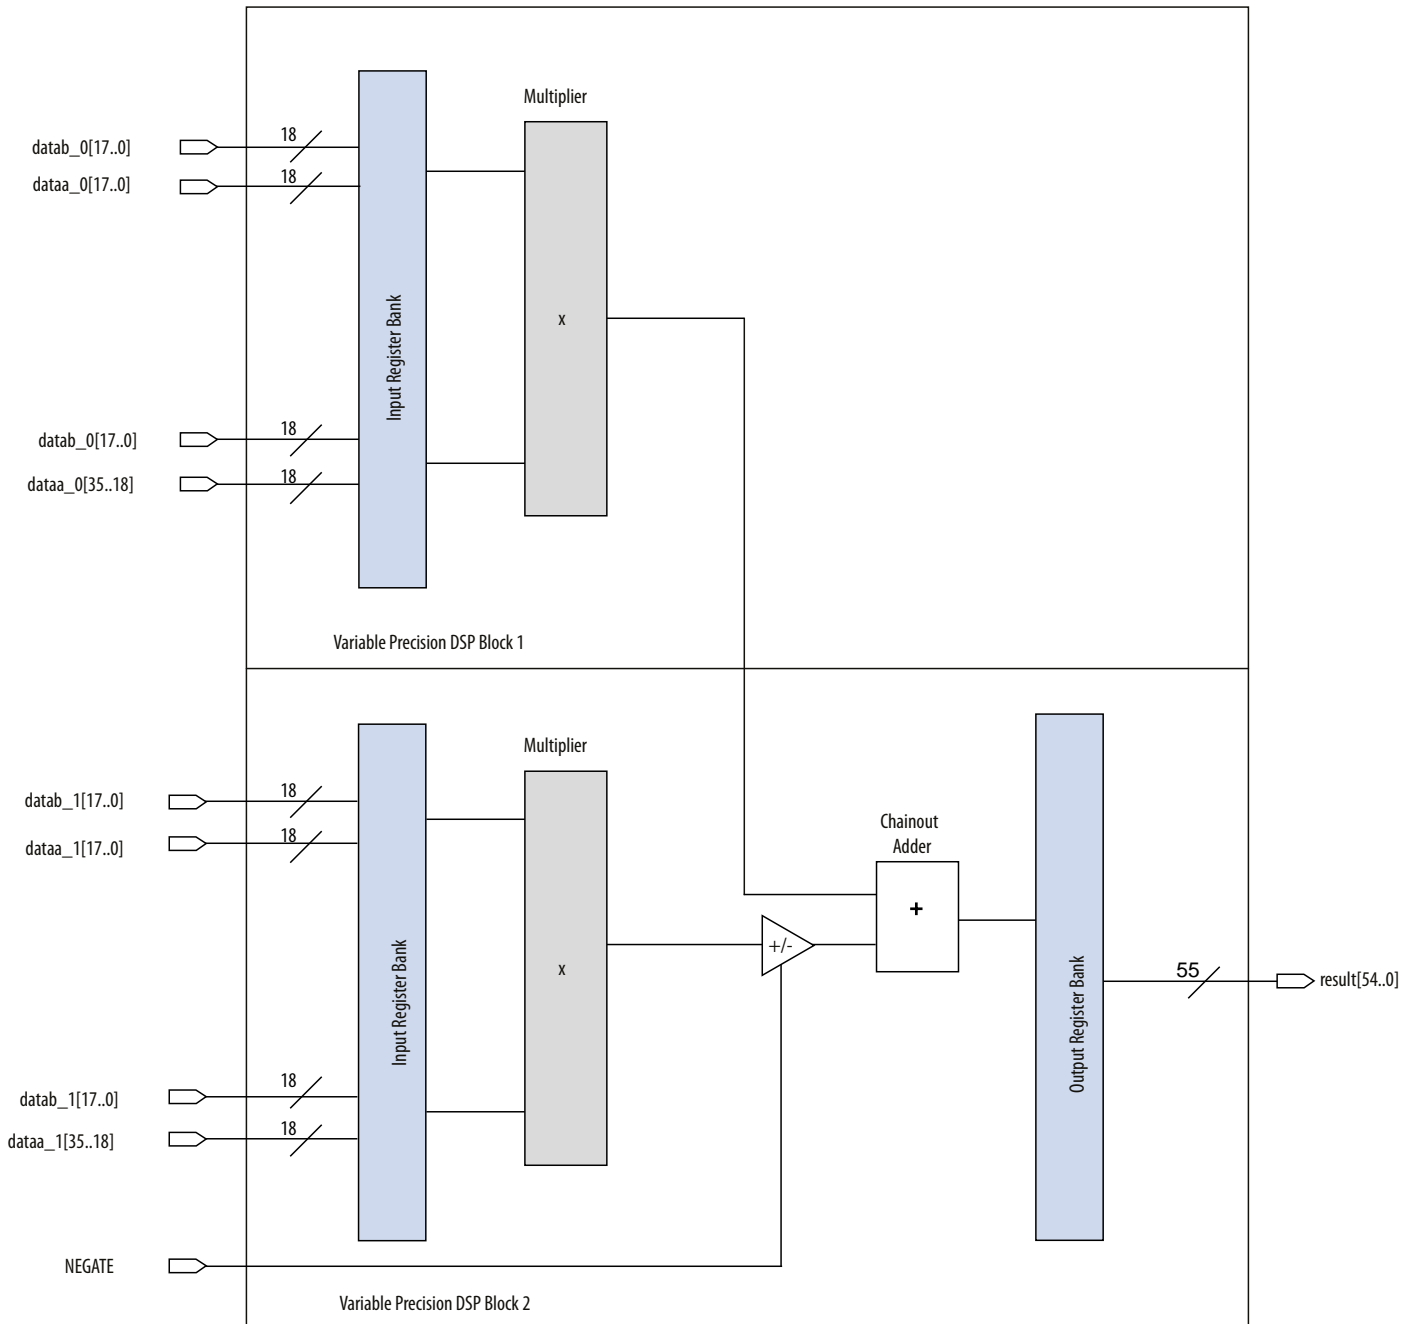 Multiplier
datab_0[17..0]
18
dataa_0[17..0]
18
Input Register Bank
x
datab_0[17..0]
18
dataa_0[35..18]
18
Variable Precision DSP Block 1
Multiplier
datab_1[17..0]
18
dataa_1[17..0]
18
Chainout
Adder
+
Input Register Bank
x
+/-
Output Register Bank
55
result[54..0]
datab_1[17..0]
18
dataa_1[35..18]
18
NEGATE
Variable Precision DSP Block 2